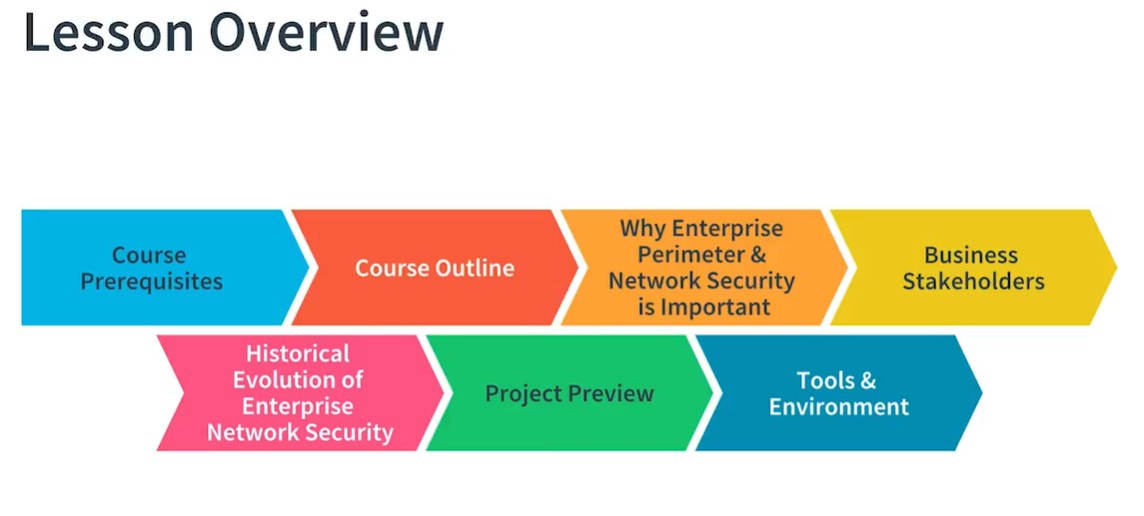 Lesson Overview
Course
Prerequisites
Course Outline
Why Enterprise
Perimeter &
Network Security
is Important
Business
Stakeholders
Historical
Evolution of
Enterprise
Network Security
Project Preview
Tools &
Environment